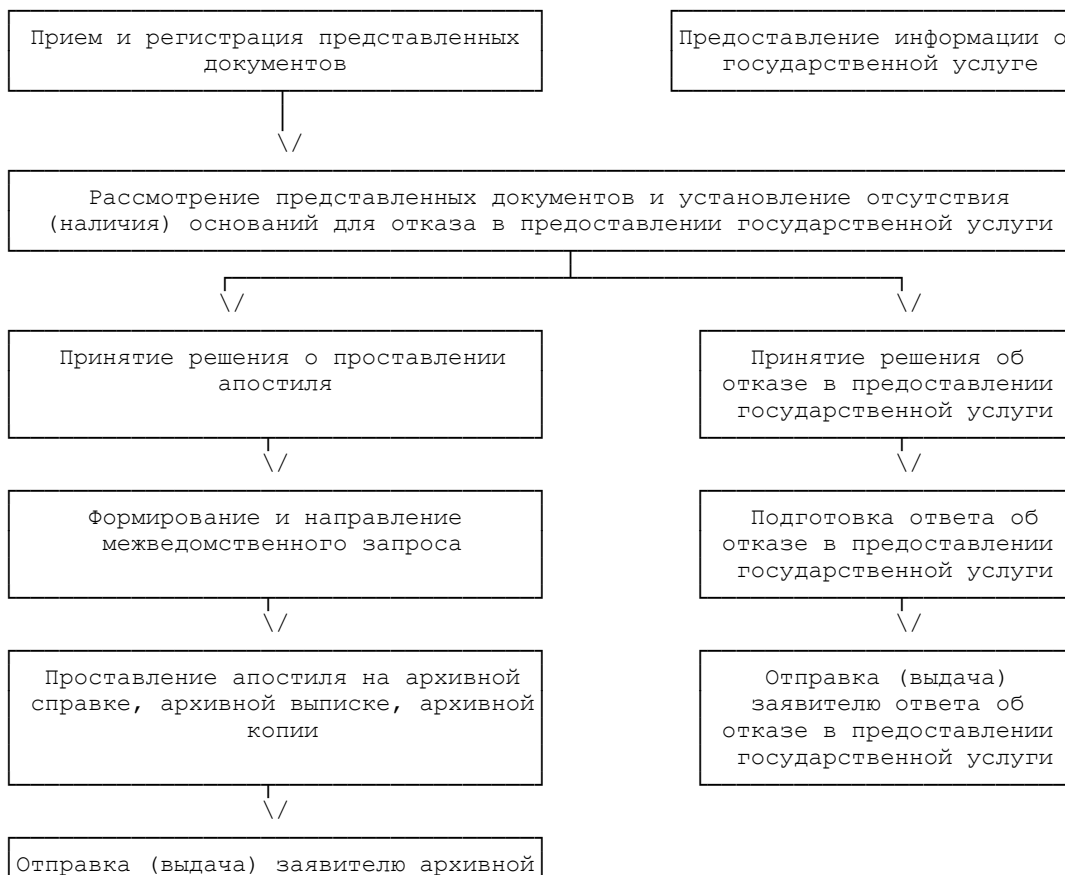 Прием и регистрация представленных
документов
Предоставление информации о
государственной услуге
Рассмотрение представленных документов и установление отсутствия
(наличия) оснований для отказа в предоставлении государственной услуги
Принятие решения о проставлении
апостиля
Принятие решения об
отказе в предоставлении
государственной услуги
Формирование и направление
межведомственного запроса
Подготовка ответа об
отказе в предоставлении
государственной услуги
Проставление апостиля на архивной
справке, архивной выписке, архивной
копии
Отправка (выдача)
заявителю ответа об
отказе в предоставлении
государственной услуги
Отправка (выдача) заявителю архивной